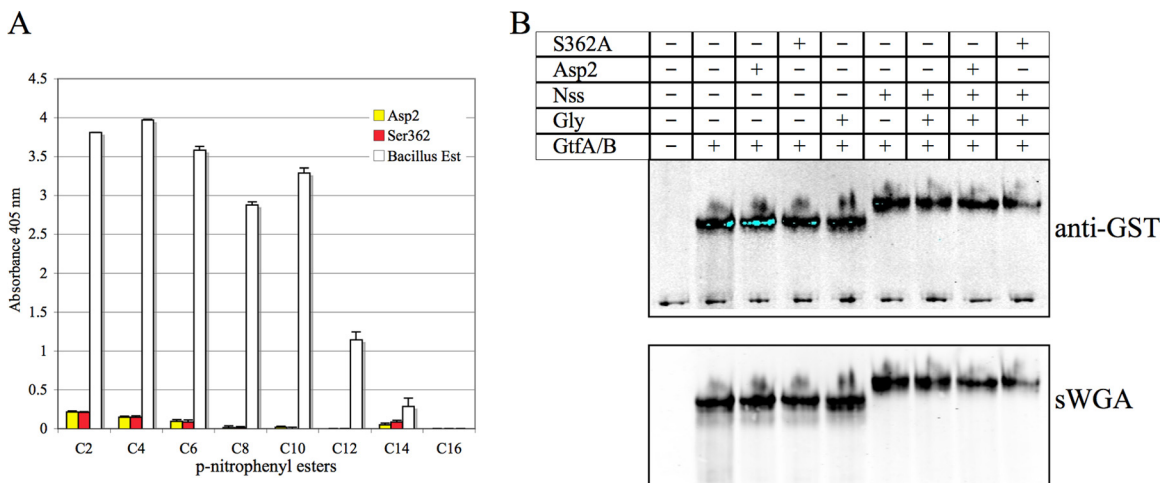 A
4.5
4
3.5
3
2.5
2
1.5
1
0.5
0
Absorbance 405 nm
Asp2
Ser362
Bacillus Est
C2 C4 C6 C8 C10 C12 C14 C16
p-nitrophenyl esters
B
S362A – – – + – – – – +
Asp2 – – + – – – – + –
Nss – – – – – + + + +
Gly – – – – + – + + +
GtfA/B – + + + + + + + +
anti-GST
sWGA